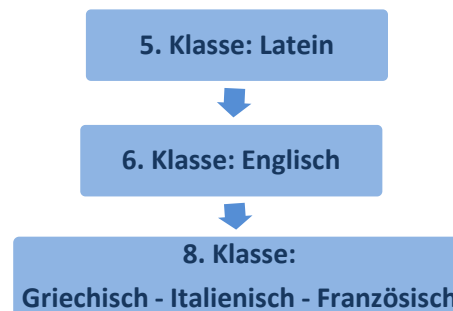 5. Klasse: Latein
6. Klasse: Englisch
8. Klasse:
Griechisch - Italienisch - Französisch